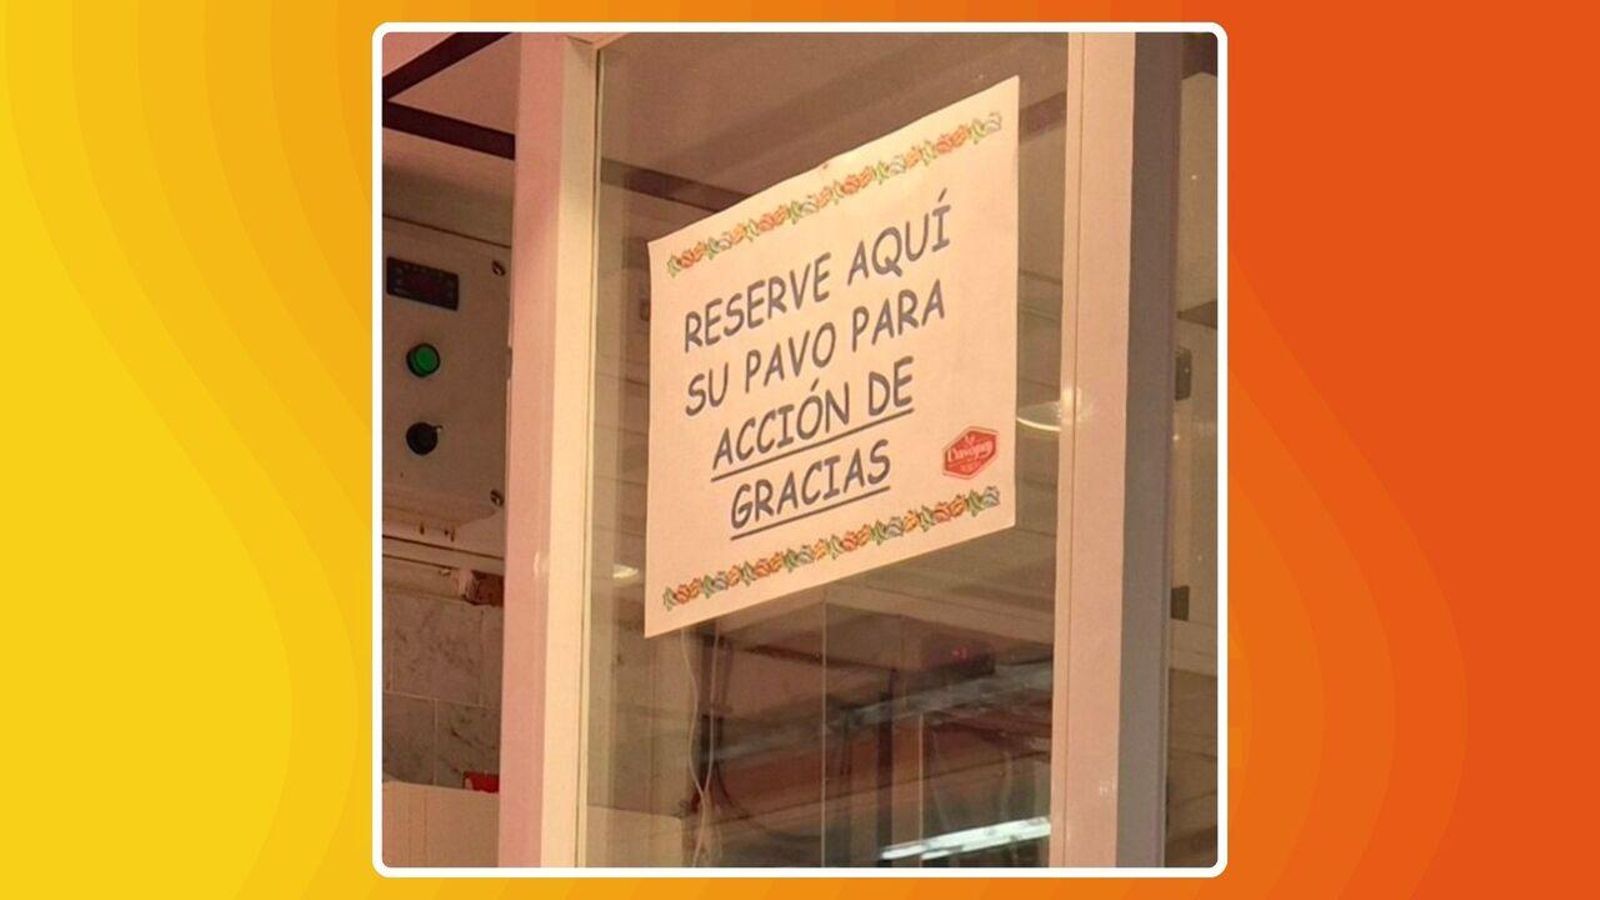 RESERVE AQUÍ
SU PAVO PARA
ACCIÓN DE
GRACIAS